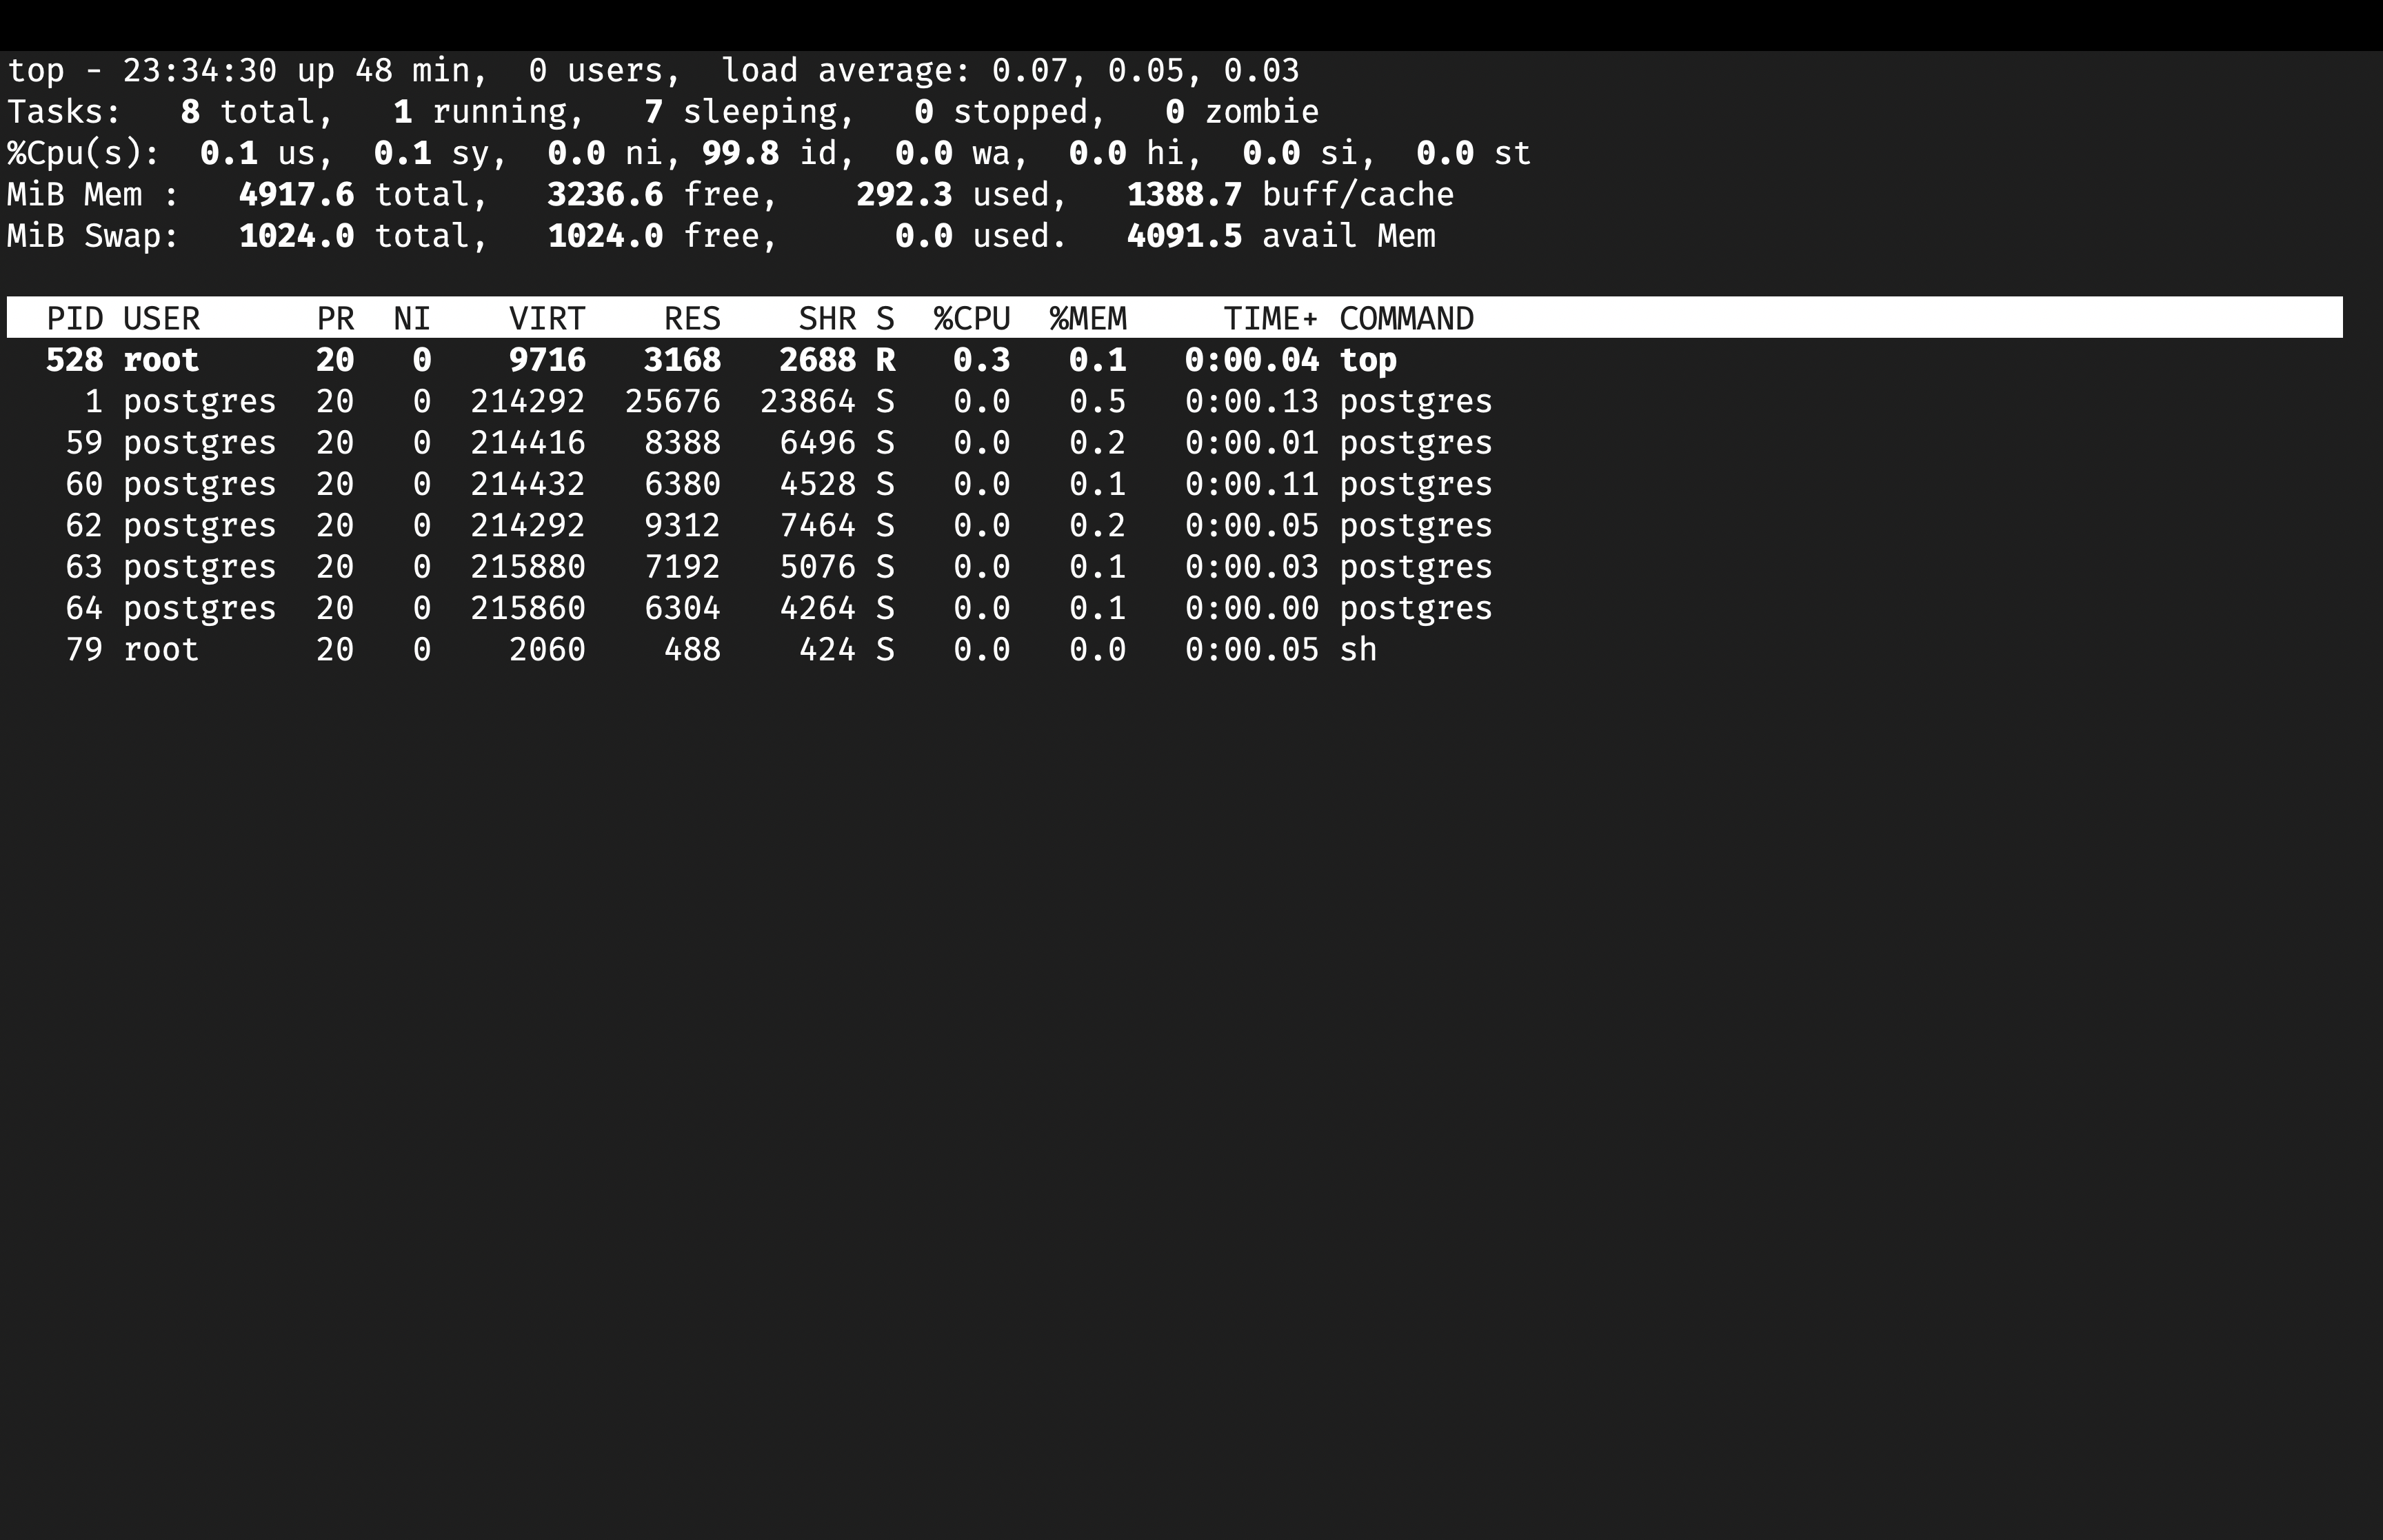 top - 23:34:30 up 48 min,  0 users,  load average: 0.07, 0.05, 0.03
Tasks:   8 total,   1 running,   7 sleeping,   0 stopped,   0 zombie
%Cpu(s):  0.1 us,  0.1 sy,  0.0 ni, 99.8 id,  0.0 wa,  0.0 hi,  0.0 si,  0.0 st
MiB Mem :   4917.6 total,   3236.6 free,    292.3 used,   1388.7 buff/cache
MiB Swap:   1024.0 total,   1024.0 free,      0.0 used.   4091.5 avail Mem
  PID USER      PR  NI    VIRT    RES    SHR S  %CPU  %MEM     TIME+ COMMAND
  528 root      20   0    9716   3168   2688 R   0.3   0.1   0:00.04 top
    1 postgres  20   0  214292  25676  23864 S   0.0   0.5   0:00.13 postgres
   59 postgres  20   0  214416   8388   6496 S   0.0   0.2   0:00.01 postgres
   60 postgres  20   0  214432   6380   4528 S   0.0   0.1   0:00.11 postgres
   62 postgres  20   0  214292   9312   7464 S   0.0   0.2   0:00.05 postgres
   63 postgres  20   0  215880   7192   5076 S   0.0   0.1   0:00.03 postgres
   64 postgres  20   0  215860   6304   4264 S   0.0   0.1   0:00.00 postgres
   79 root      20   0    2060    488    424 S   0.0   0.0   0:00.05 sh